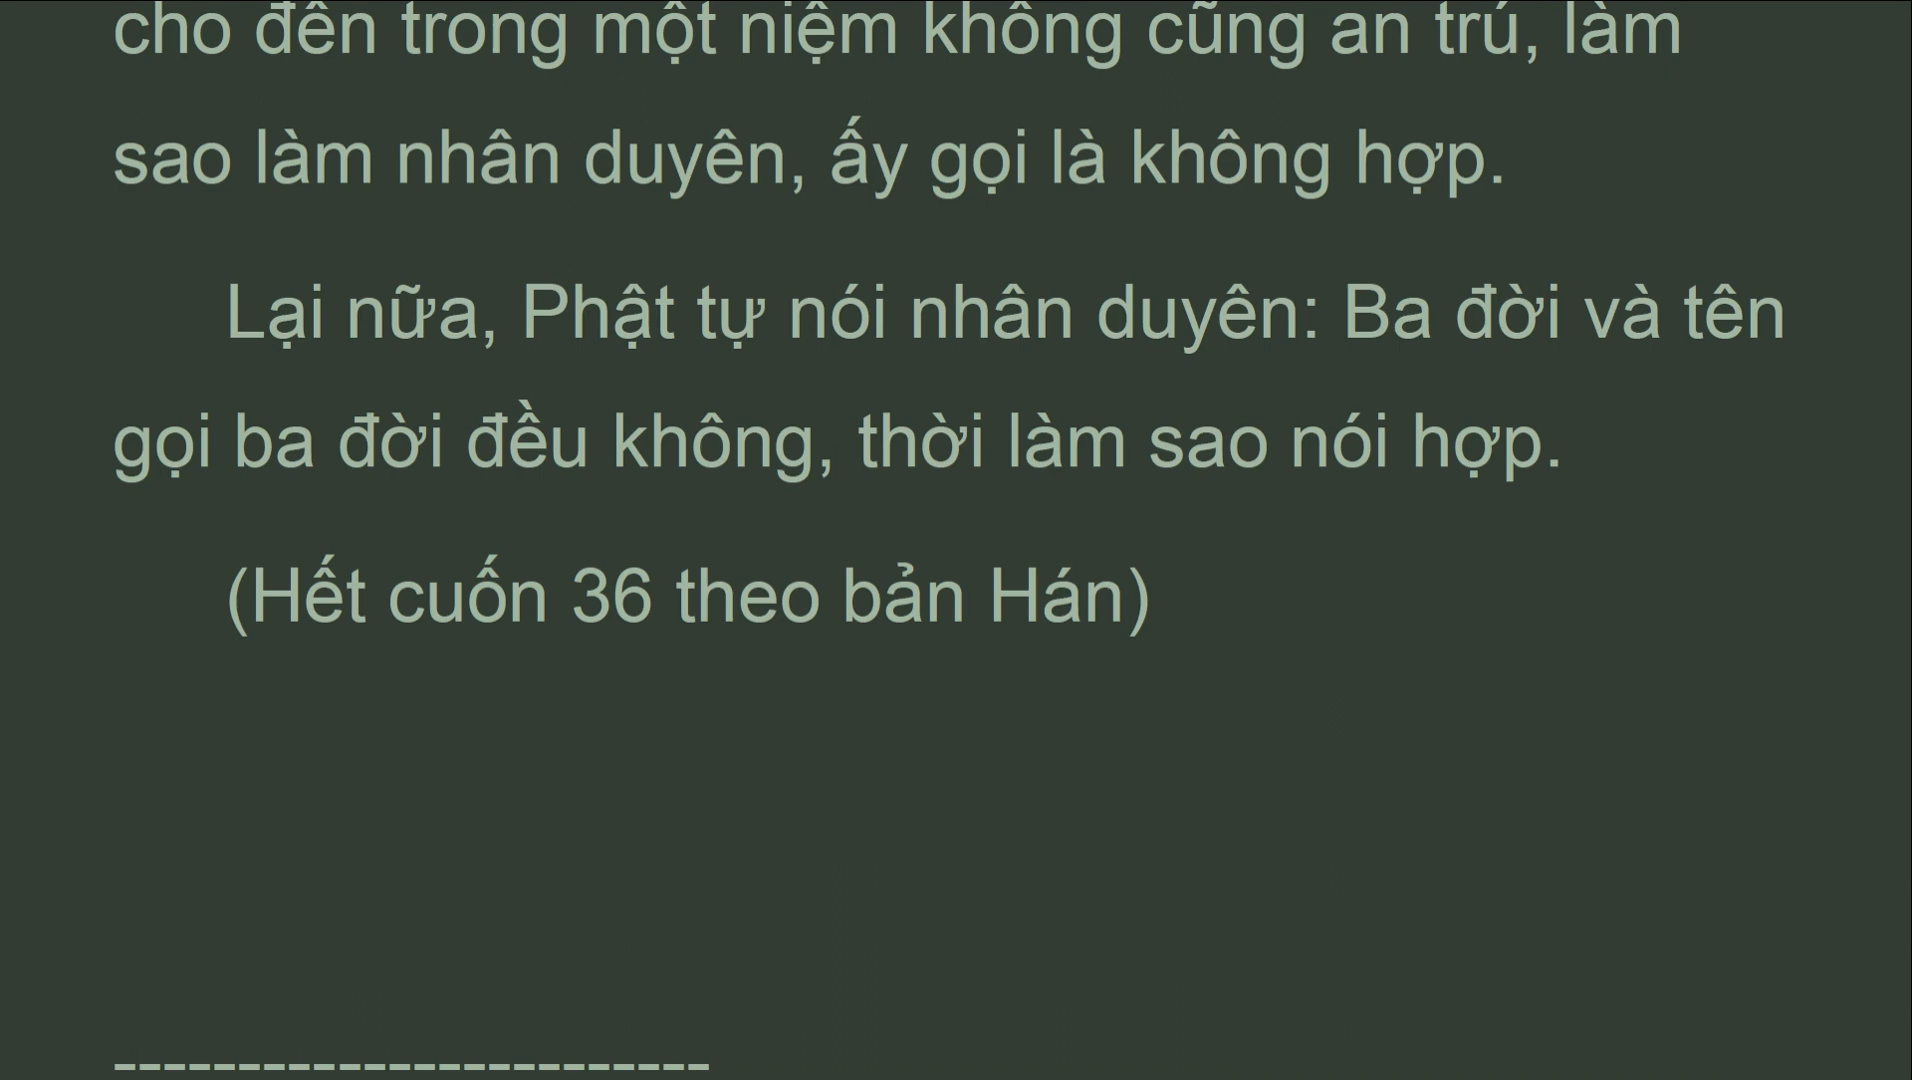 cho đến trong một niệm không cũng an trú, làm
sao làm nhân duyên, ấy gọi là không hợp.
Lại nữa, Phật tự nói nhân duyên: Ba đời và tên
gọi ba đời đều không, thời làm sao nói hợp.
(Hết cuốn 36 theo bản Hán)
------------------------